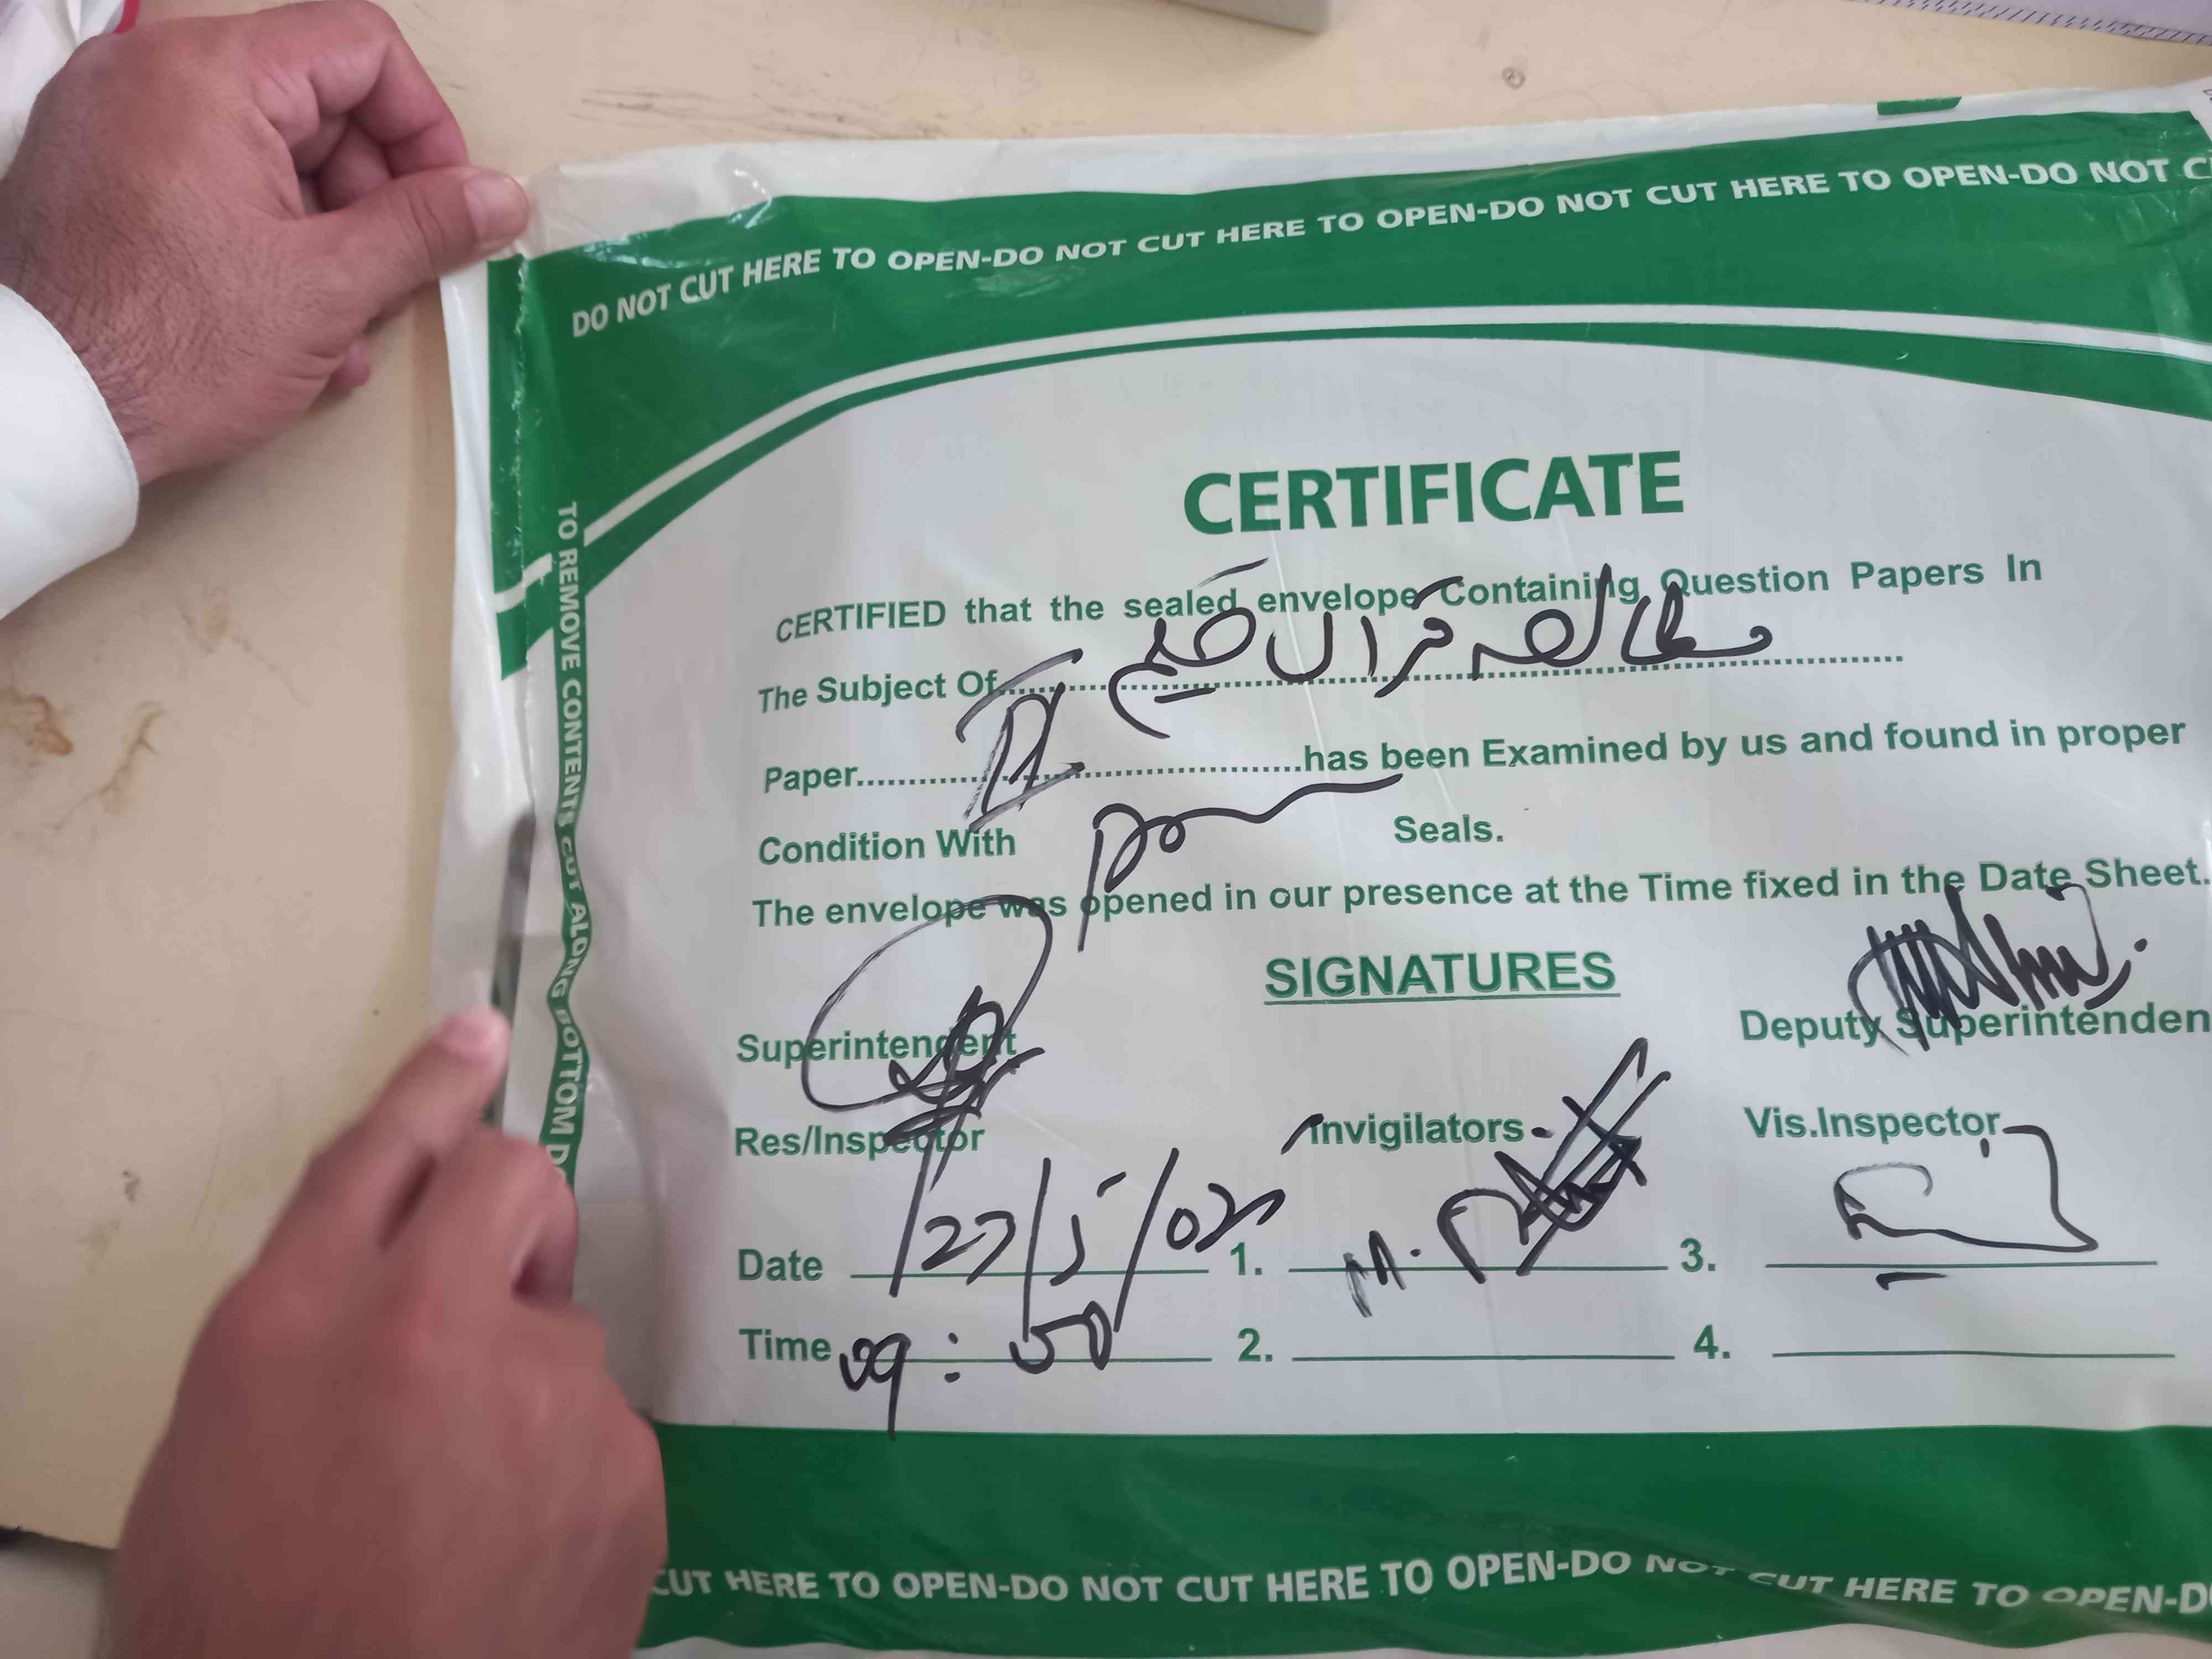 DO NOT CUT HERE TO OPEN-DO NOT CUT HERE TO OPEN-DO NOT CUT HERE TO OPEN-DO NOT C
TO REMOVE CONTENTS CUT ALONG BOTTOM D
CERTIFICATE
CERTIFIED that the sealed envelope Containing Question Papers In
The Subject Of مطالعہ قرآن حکیم
Paper II has been Examined by us and found in proper
Condition With Seals.
The envelope was opened in our presence at the Time fixed in the Date Sheet.
SIGNATURES
Superintendent Deputy Superintenden
Res/Inspector Invigilators Vis.Inspector
Date 1. 3.
Time 09 : 50 2. 4.
CUT HERE TO OPEN-DO NOT CUT HERE TO OPEN-DO NOT CUT HERE TO OPEN-D